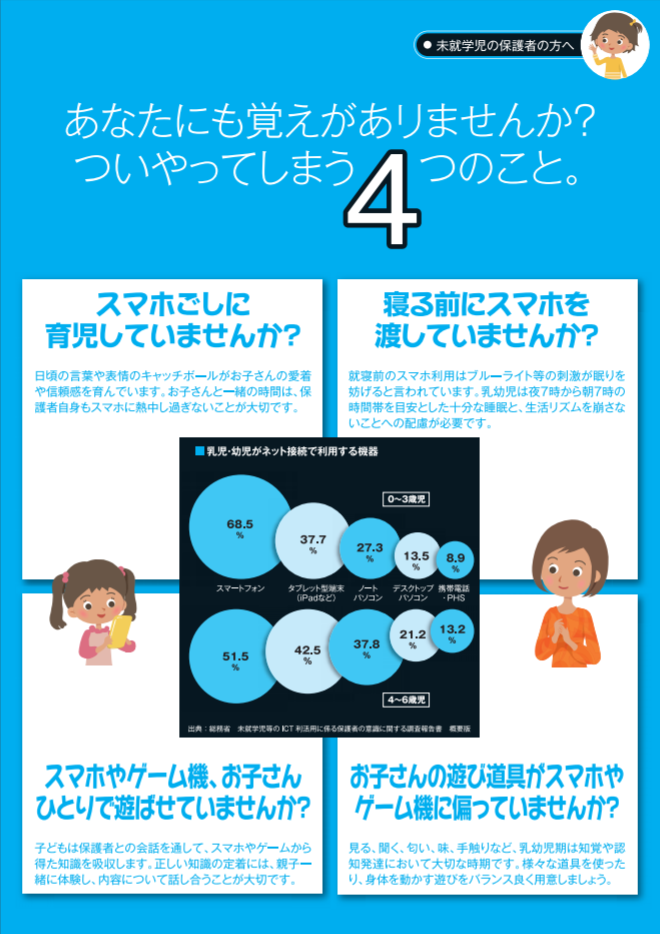 ● 未就学児の保護者の方へ
あなたにも覚えがありませんか?
ついやってしまう4つのこと。
スマホごしに
育児していませんか?
日頃の言葉や表情のキャッチボールがお子さんの愛着
や信頼感を育んでいます。お子さんと一緒の時間は、保
護者自身もスマホに熱中し過ぎないことが大切です。
寝る前にスマホを
渡していませんか?
就寝前のスマホ利用はブルーライト等の刺激が眠りを
妨げると言われています。乳幼児は夜7時から朝7時の
時間帯を目安とした十分な睡眠と、生活リズムを崩さな
いことへの配慮が必要です。
■乳児・幼児がネット接続で利用する機器
0〜3歳児
68.5
%
37.7
%
27.3
%
13.5
%
8.9
%
スマートフォン
タブレット型端末
(iPadなど)
ノート
パソコン
デスクトップ
パソコン
携帯電話
・PHS
51.5
%
42.5
%
37.8
%
21.2
%
13.2
%
4〜6歳児
出典：総務省 未就学児等のICT利活用に係る保護者の意識に関する調査報告書 概要版
スマホやゲーム機、お子さん
ひとりで遊ばせていませんか?
子どもは保護者との会話を通して、スマホやゲームから
得た知識を吸収します。正しい知識の定着には、親子一
緒に体験し、内容について話し合うことが大切です。
お子さんの遊び道具がスマホや
ゲーム機に偏っていませんか?
見る、聞く、匂い、味、手触りなど、乳幼児期は知覚や認
知発達において大切な時期です。様々な道具を使った
り、身体を動かす遊びをバランス良く用意しましょう。